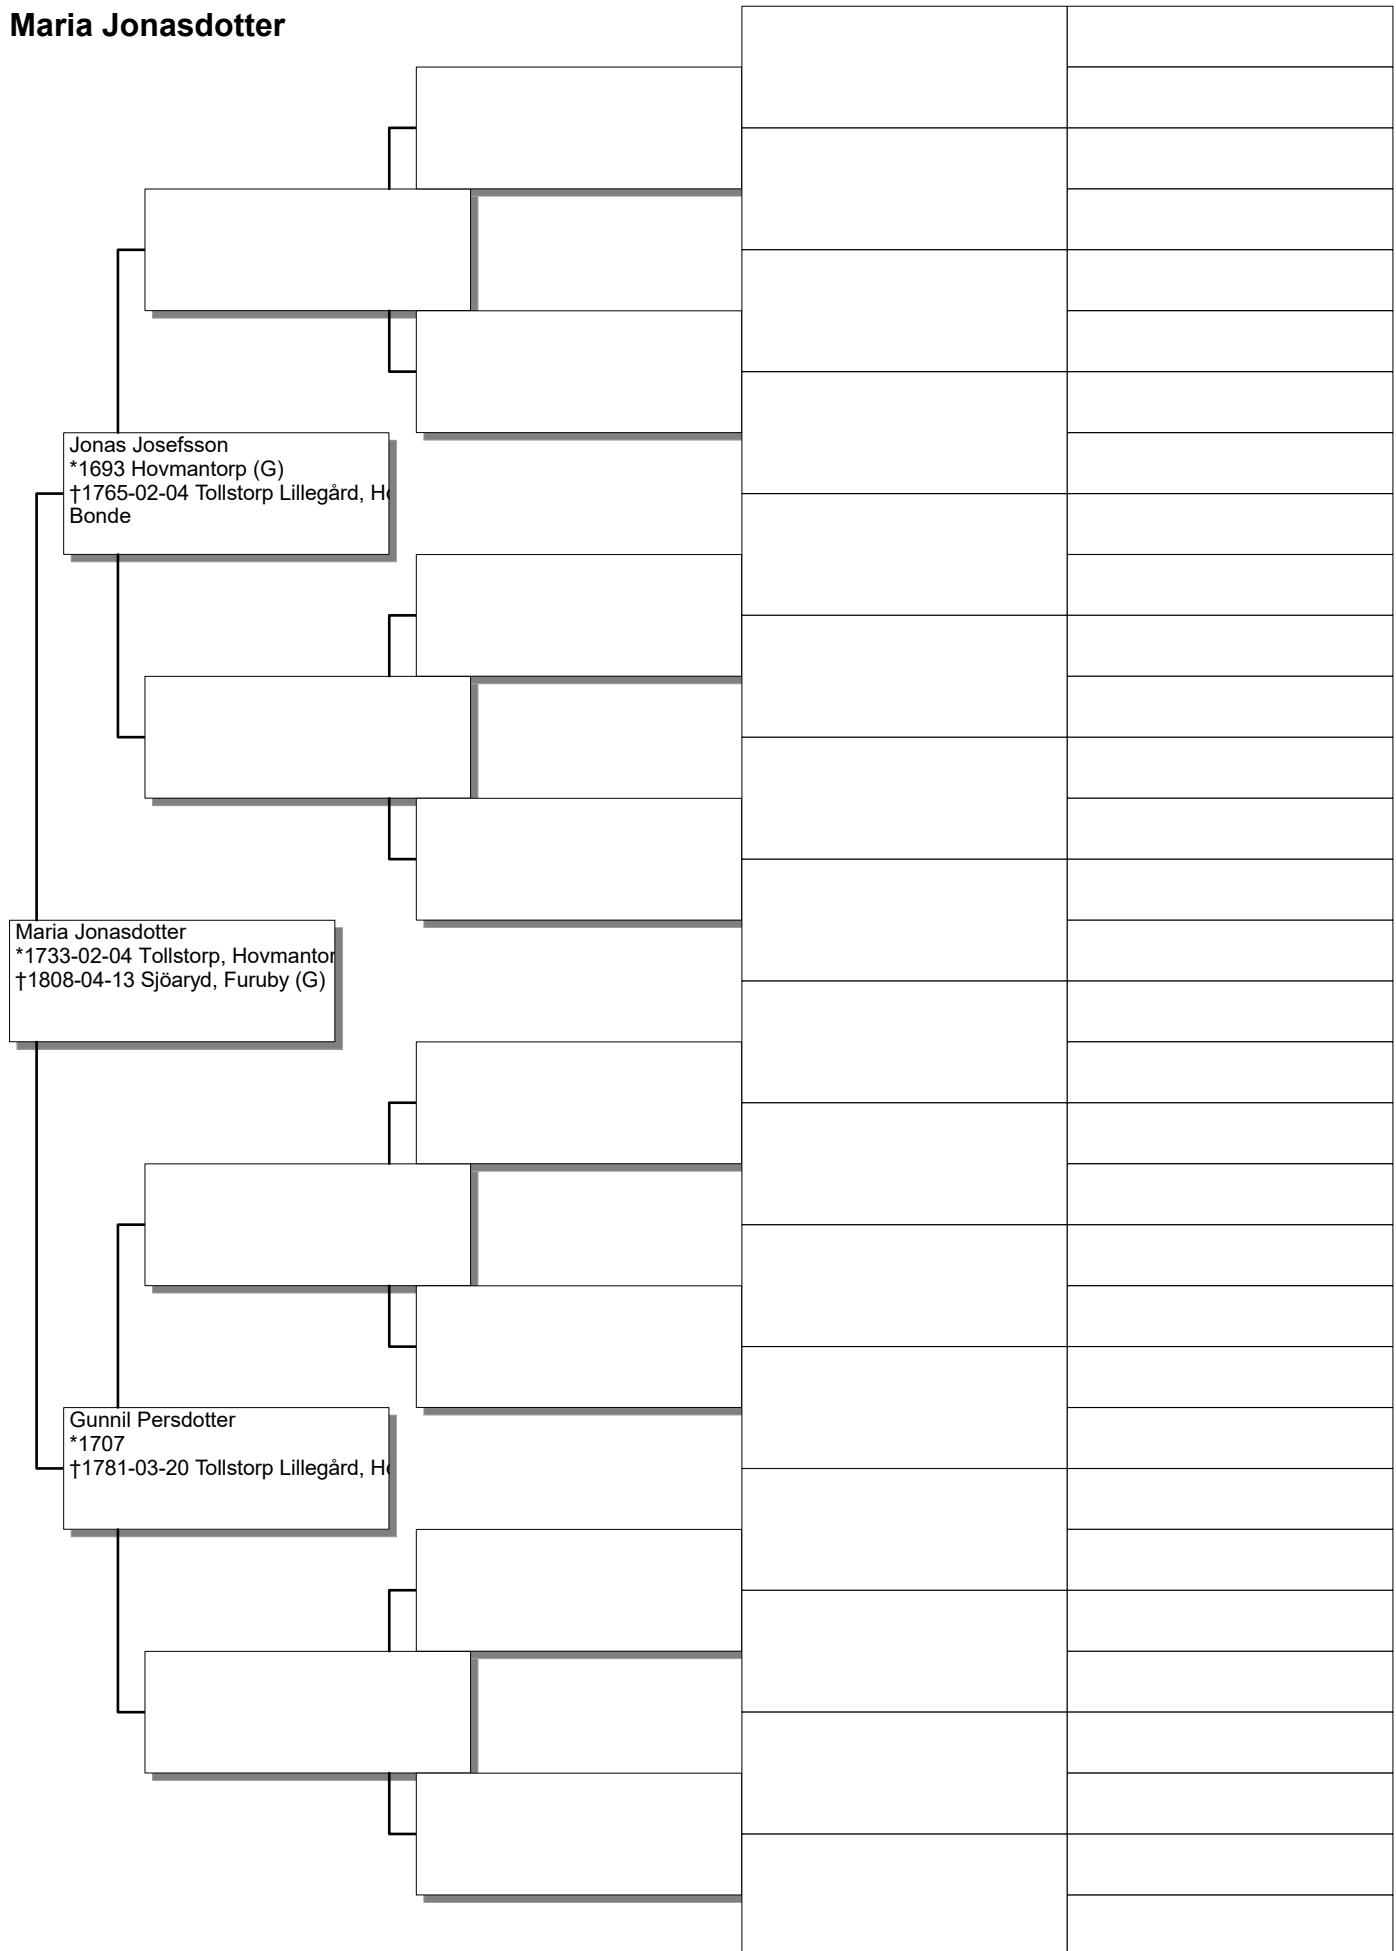 Maria Jonasdotter
Jonas Josefsson
*1693 Hovmantorp (G)
†1765-02-04 Tollstorp Lillegård,
Bonde
Maria Jonasdotter
*1733-02-04 Tollstorp, Hovmantor
†1808-04-13 Sjöaryd, Furuby (G)
Gunnil Persdotter
*1707
†1781-03-20 Tollstorp Lillegård,